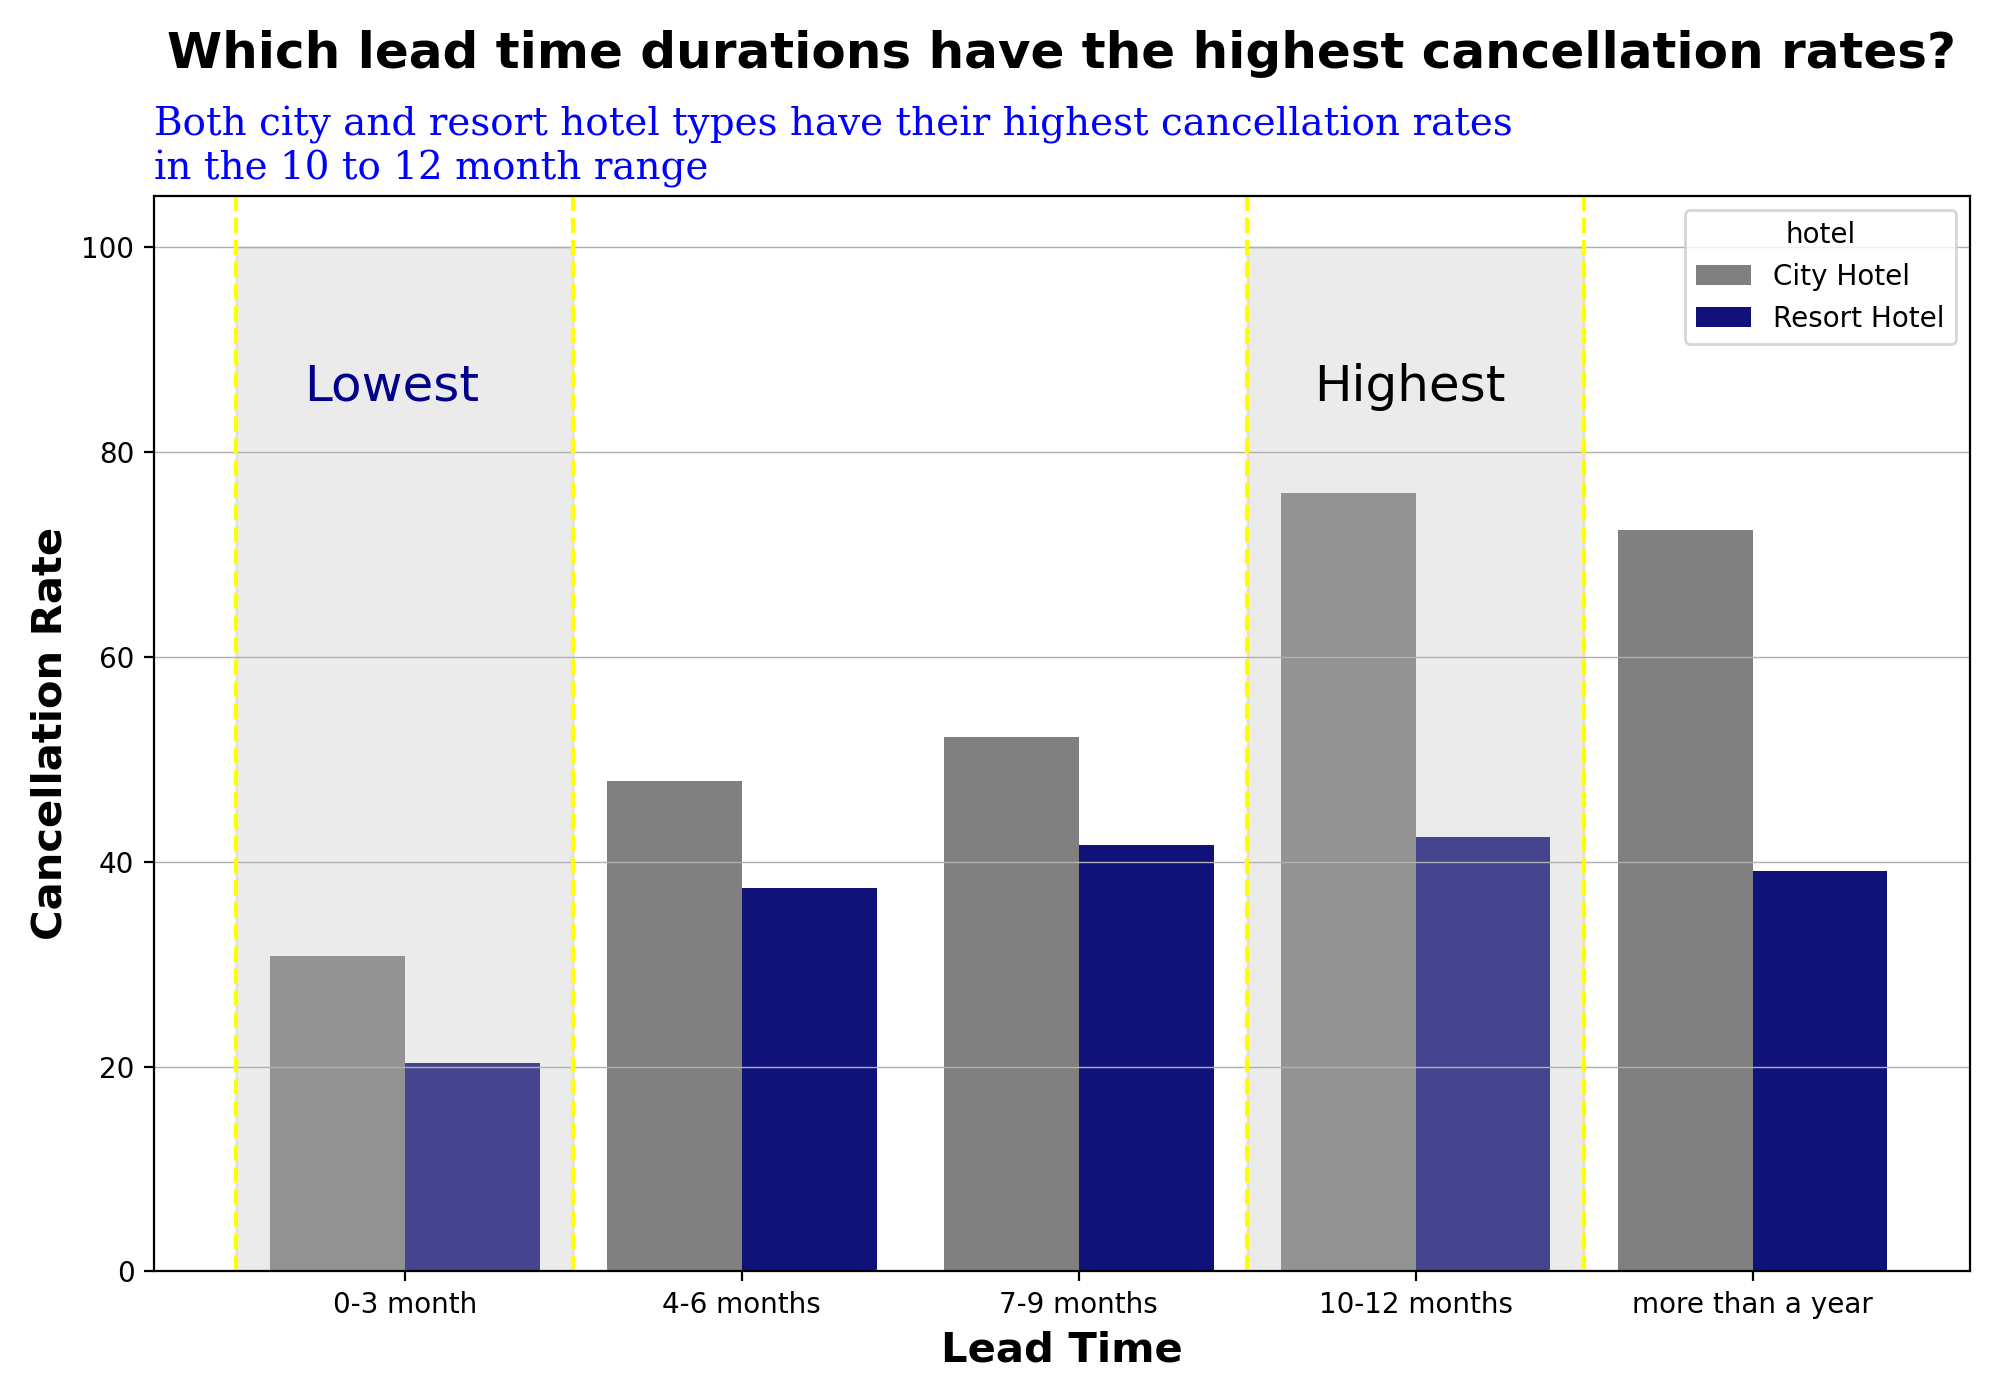 Which lead time durations have the highest cancellation rates?
Both city and resort hotel types have their highest cancellation rates
in the 10 to 12 month range
hotel
City Hotel
Resort Hotel
Lowest
Highest
Cancellation Rate
100
80
60
40
20
0
0-3 month
4-6 months
7-9 months
10-12 months
more than a year
Lead Time